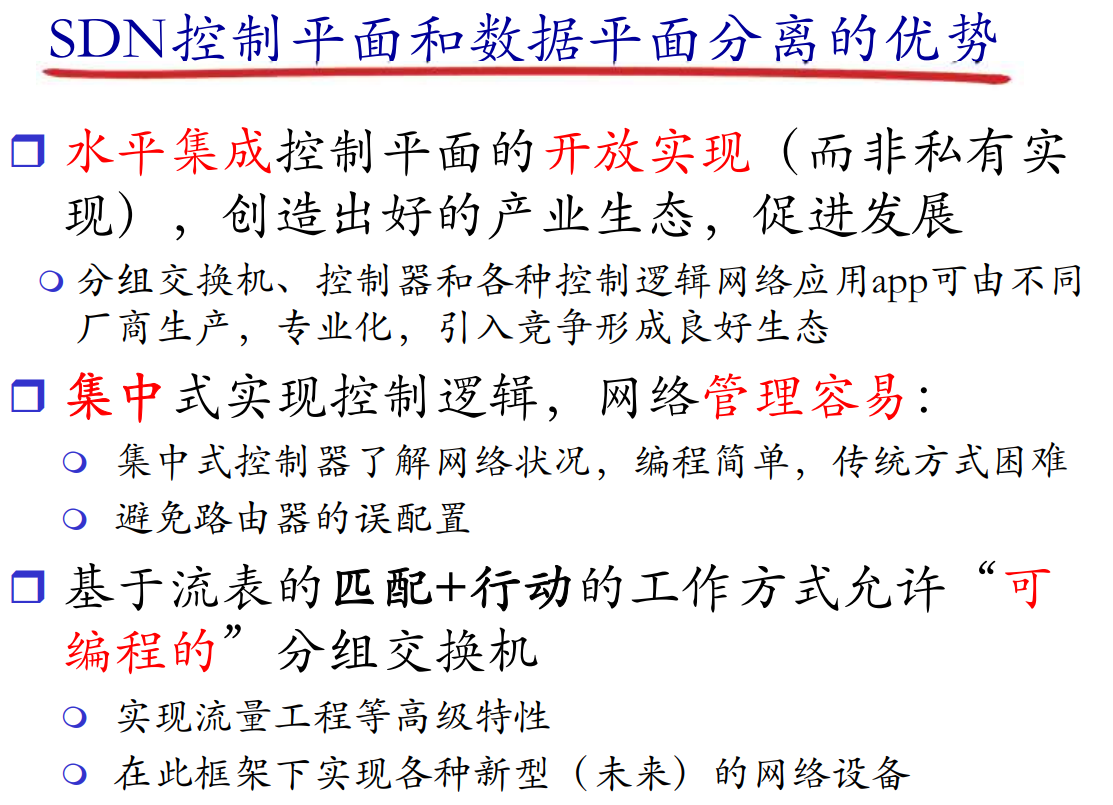 SDN控制平面和数据平面分离的优势
水平集成控制平面的开放实现（而非私有实
现），创造出好的产业生态，促进发展
分组交换机、控制器和各种控制逻辑网络应用app可由不同
厂商生产，专业化，引入竞争形成良好生态
集中式实现控制逻辑，网络管理容易：
集中式控制器了解网络状况，编程简单，传统方式困难
避免路由器的误配置
基于流表的匹配+行动的工作方式允许“可
编程的”分组交换机
实现流量工程等高级特性
在此框架下实现各种新型（未来）的网络设备